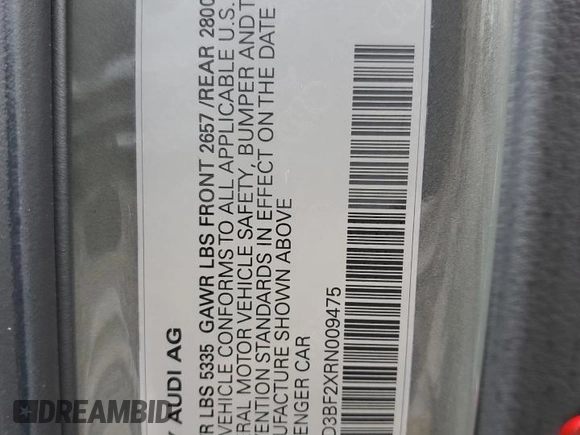 AUDI AG
LBS 5335 GAWR LBS FRONT 2657 /REAR 2800
VEHICLE CONFORMS TO ALL APPLICABLE U.S.
RAL MOTOR VEHICLE SAFETY, BUMPER AND T
ENTION STANDARDS IN EFFECT ON THE DATE
UFACTURE SHOWN ABOVE
ENGER CAR
D3BF2XRN009475
DREAMBID